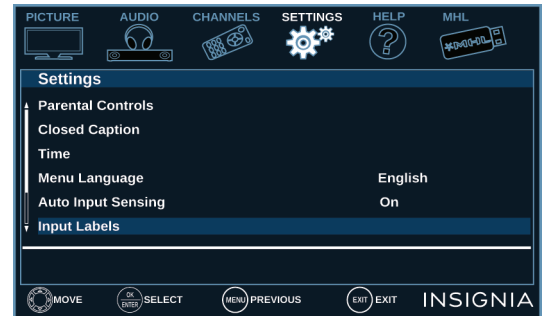 PICTURE AUDIO CHANNELS SETTINGS HELP MHL
MHL
Settings
Parental Controls
Closed Caption
Time
Menu Language English
Auto Input Sensing On
Input Labels
MOVE OK ENTER SELECT MENU PREVIOUS EXIT EXIT INSIGNIA